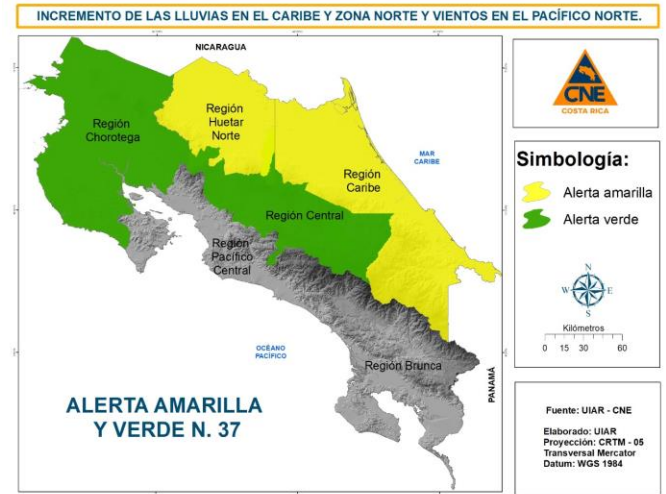 INCREMENTO DE LAS LLUVIAS EN EL CARIBE Y ZONA NORTE Y VIENTOS EN EL PACÍFICO NORTE.
NICARAGUA
Región
Chorotega
Región
Huetar
Norte
MAR
CARIBE
Región
Caribe
Región Central
Región
Pacífico
Central
OCÉANO
PACÍFICO
Región Brunca
PANAMÁ
ALERTA AMARILLA
Y VERDE N. 37
CNE
COSTA RICA
Simbología:
Alerta amarilla
Alerta verde
N
W E
S
Kilómetros
0 15 30 60
Fuente: UIAR - CNE
Elaborado: UIAR
Proyección: CRTM - 05
Transversal Mercator
Datum: WGS 1984